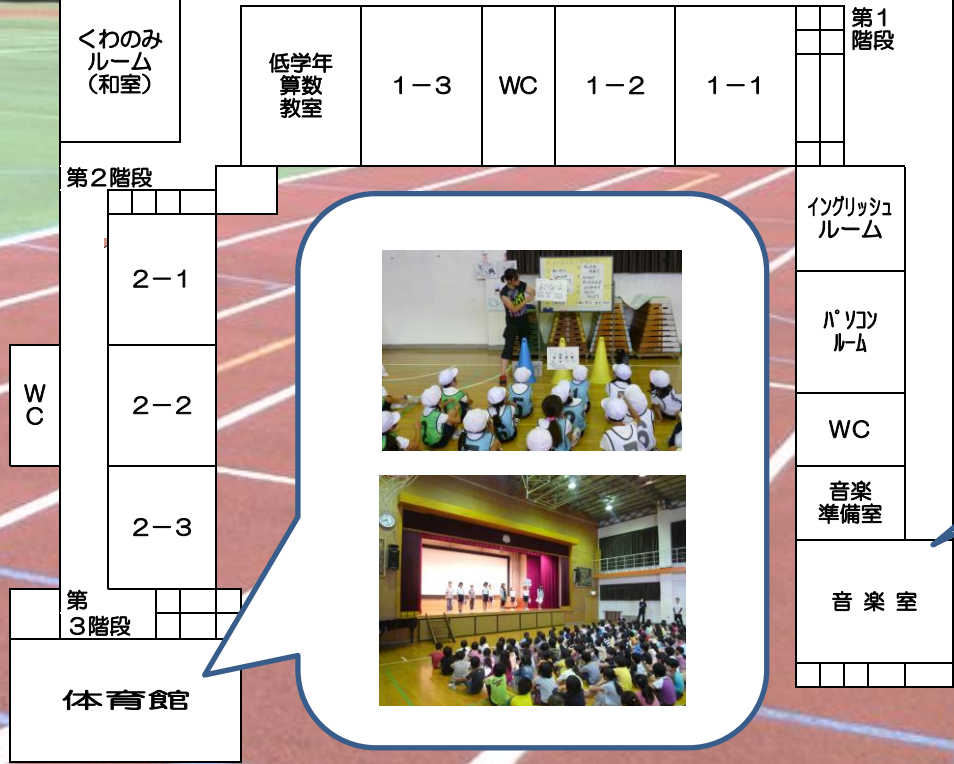 くわのみ
ルーム
（和室）
低学年
算数
教室
１－３
WC
１－２
１－１
第１
階段
第２階段
イングリッシュ
ルーム
２－１
パソコン
ルーム
W
C
２－２
WC
音楽
準備室
２－３
音 楽 室
第
３階段
体育館